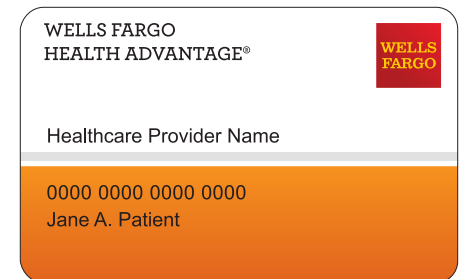 WELLS FARGO
HEALTH ADVANTAGE®
WELLS
FARGO
Healthcare Provider Name
0000 0000 0000 0000
Jane A. Patient